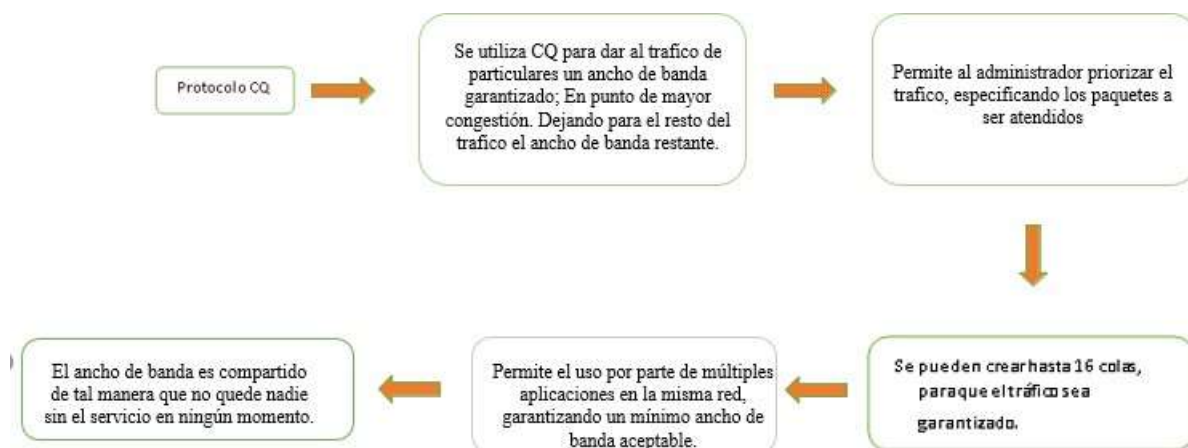 Protocolo CQ
Se utiliza CQ para dar al trafico de
particulares un ancho de banda
garantizado; En punto de mayor
congestión. Dejando para el resto del
trafico el ancho de banda restante.
Permite al administrador priorizar el
trafico, especificando los paquetes a
ser atendidos
Se pueden crear hasta 16 colas,
para que el tráfico sea
garantizado.
Permite el uso por parte de múltiples
aplicaciones en la misma red,
garantizando un mínimo ancho de
banda aceptable.
El ancho de banda es compartido
de tal manera que no quede nadie
sin el servicio en ningún momento.